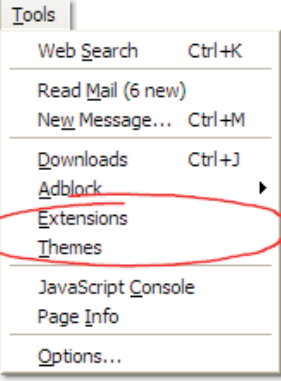 Tools
Web Search Ctrl+K
Read Mail (6 new)
New Message... Ctrl+M
Downloads Ctrl+J
Adblock
Extensions
Themes
JavaScript Console
Page Info
Options...